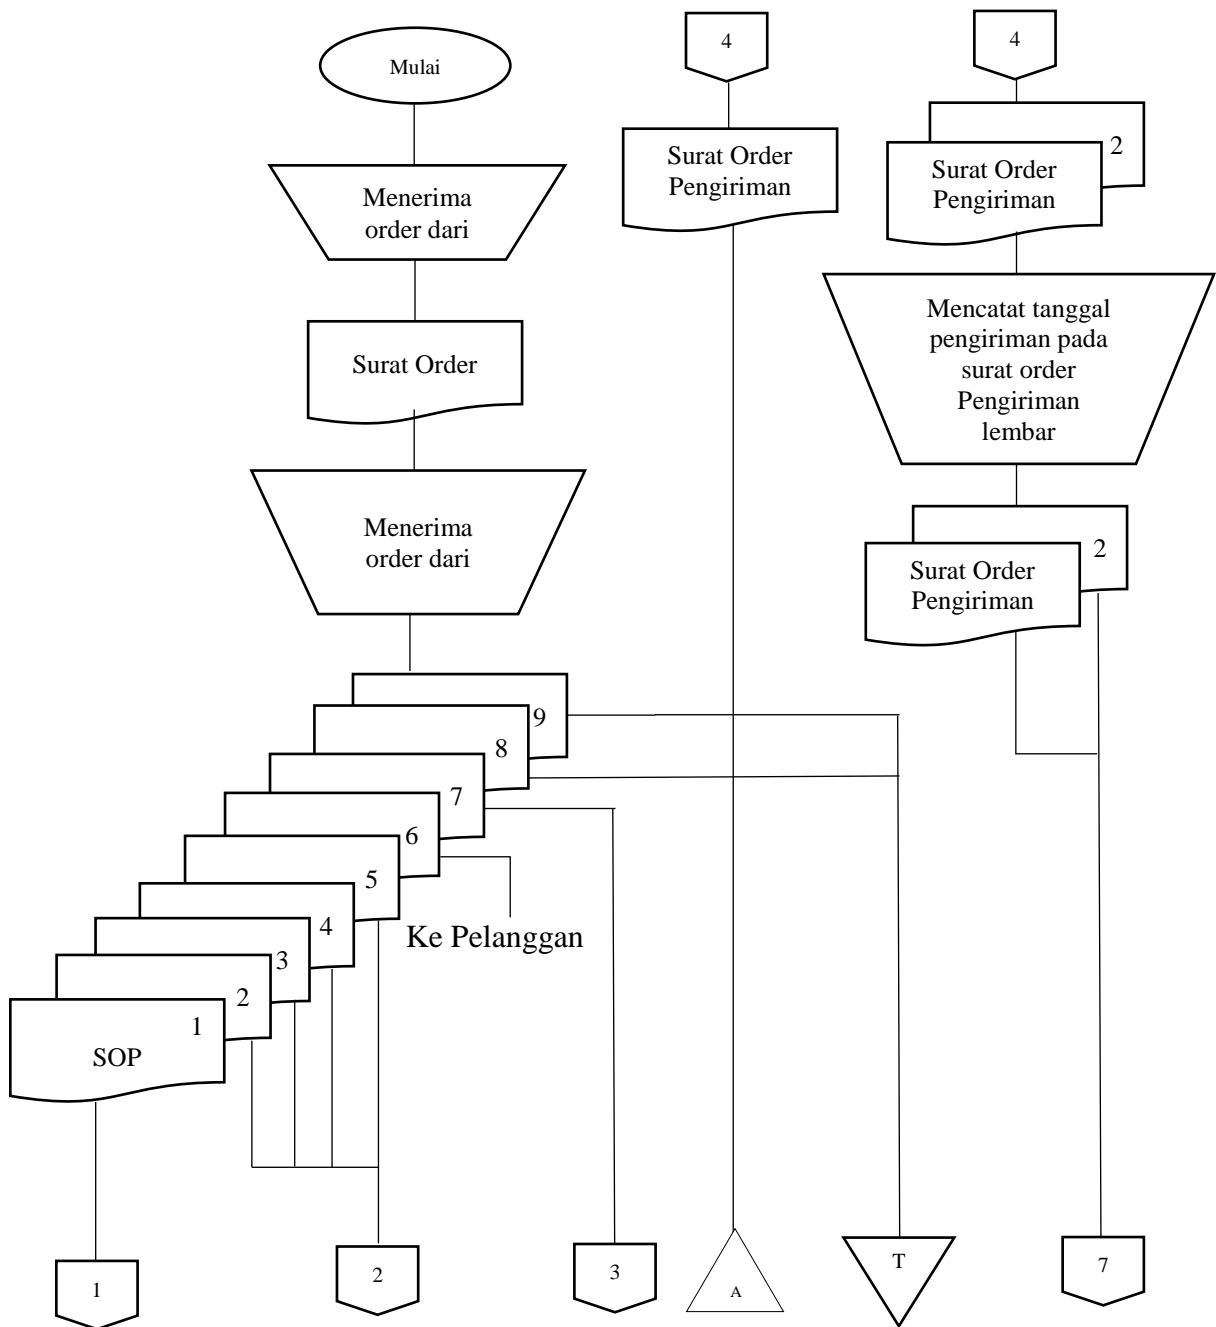 Mulai
Menerima
order dari
Surat Order
Menerima
order dari
9
8
7
6
5
4
3
2
1
SOP
Ke Pelanggan
1
2
3
4
Surat Order
Pengiriman
A
T
4
2
Surat Order
Pengiriman
Mencatat tanggal
pengiriman pada
surat order
Pengiriman
lembar
2
Surat Order
Pengiriman
7